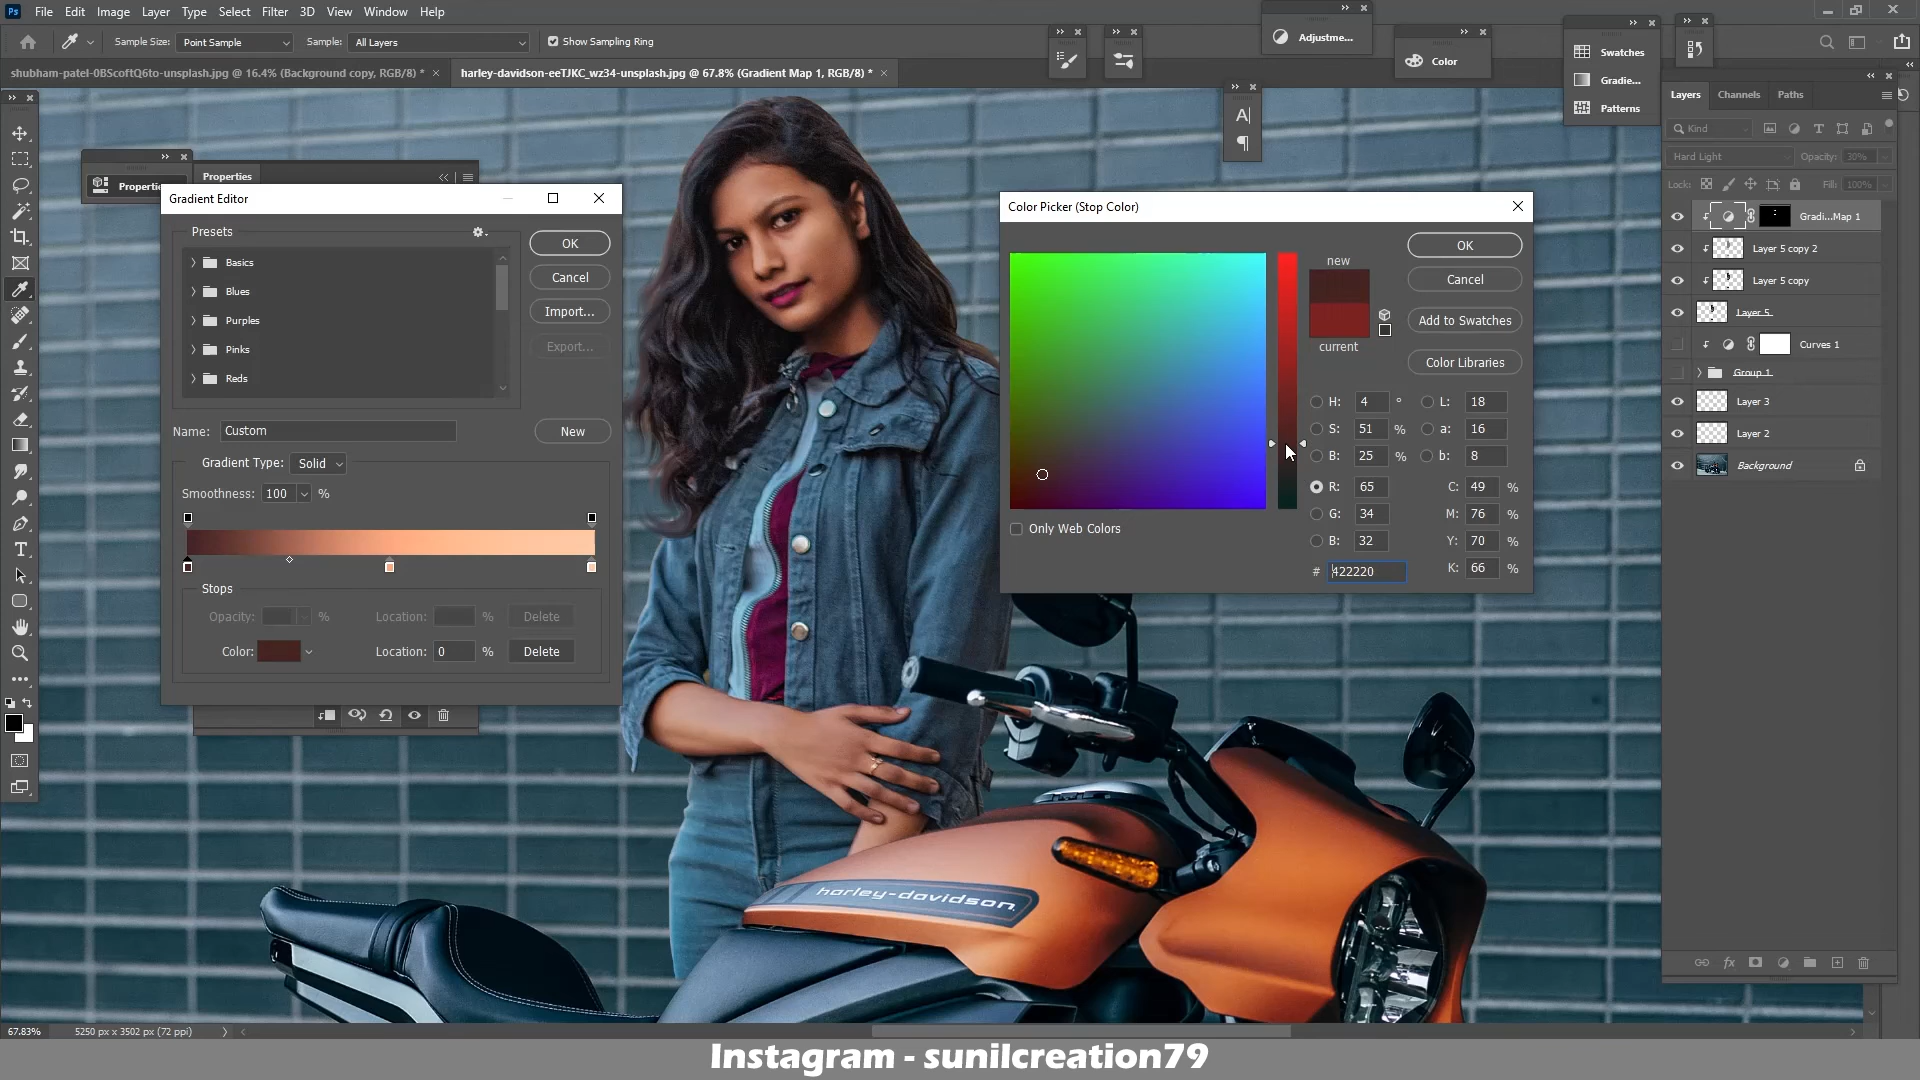 Ps File Edit Image Layer Type Select Filter 3D View Window Help
Sample Size: Point Sample Sample: All Layers Show Sampling Ring
Adjustme...
Color
Swatches
Gradie...
Patterns
shubham-patel-0BScoftQ6to-unsplash.jpg @ 16.4% (Background copy, RGB/8) *
harley-davidson-eeTJKC_wz34-unsplash.jpg @ 67.8% (Gradient Map 1, RGB/8) *
Properti
Properties
Gradient Editor
Presets
Basics
Blues
Purples
Pinks
Reds
OK
Cancel
Import...
Export...
Name: Custom
New
Gradient Type: Solid
Smoothness: 100 %
Stops
Opacity: % Location: % Delete
Color: Location: 0 % Delete
Color Picker (Stop Color)
new
current
OK
Cancel
Add to Swatches
Color Libraries
H: 4 ° L: 18
S: 51 % a: 16
B: 25 % b: 8
R: 65 C: 49 %
G: 34 M: 76 %
B: 32 Y: 70 %
# 422220 K: 66 %
Only Web Colors
Layers Channels Paths
Kind
Hard Light Opacity: 30%
Lock: Fill: 100%
Gradi...Map 1
Layer 5 copy 2
Layer 5 copy
Layer 5
Curves 1
Group 1
Layer 3
Layer 2
Background
harley-davidson
67.83% 5250 px x 3502 px (72 ppi)
Instagram - sunilcreation79